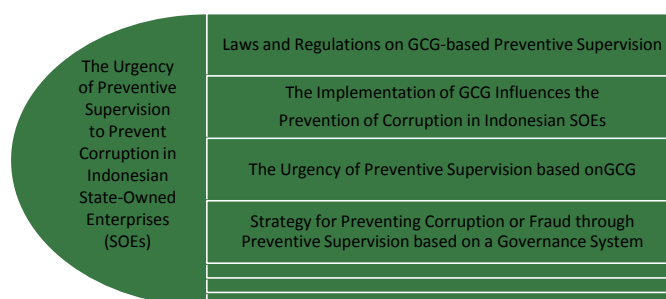 The Urgency
of Preventive
Supervision
to Prevent
Corruption in
Indonesian
State-Owned
Enterprises
(SOEs)
Laws and Regulations on GCG-based Preventive Supervision
The Implementation of GCG Influences the
Prevention of Corruption in Indonesian SOEs
The Urgency of Preventive Supervision based onGCG
Strategy for Preventing Corruption or Fraud through
Preventive Supervision based on a Governance System